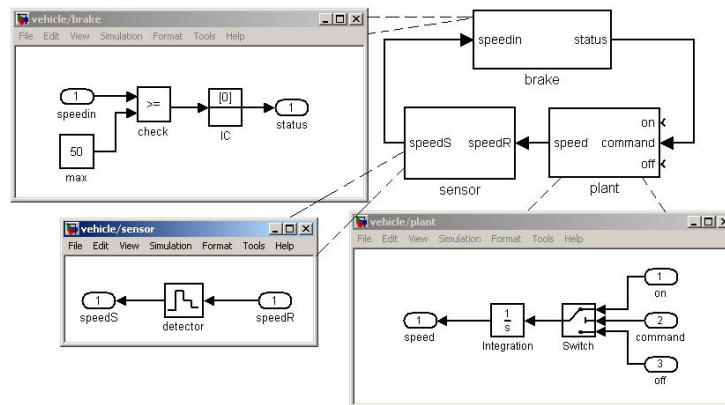 vehicle/brake
File Edit View Simulation Format Tools Help
1
speedin
50
max
>=
check
[0]
IC
1
status
speedin status
brake
speedS speedR
sensor
speed on
command
off
plant
vehicle/sensor
File Edit View Simulation Format Tools Help
1
speedS
detector
1
speedR
vehicle/plant
File Edit View Simulation Format Tools Help
1
speed
1
s
Integration
Switch
1
on
2
command
3
off